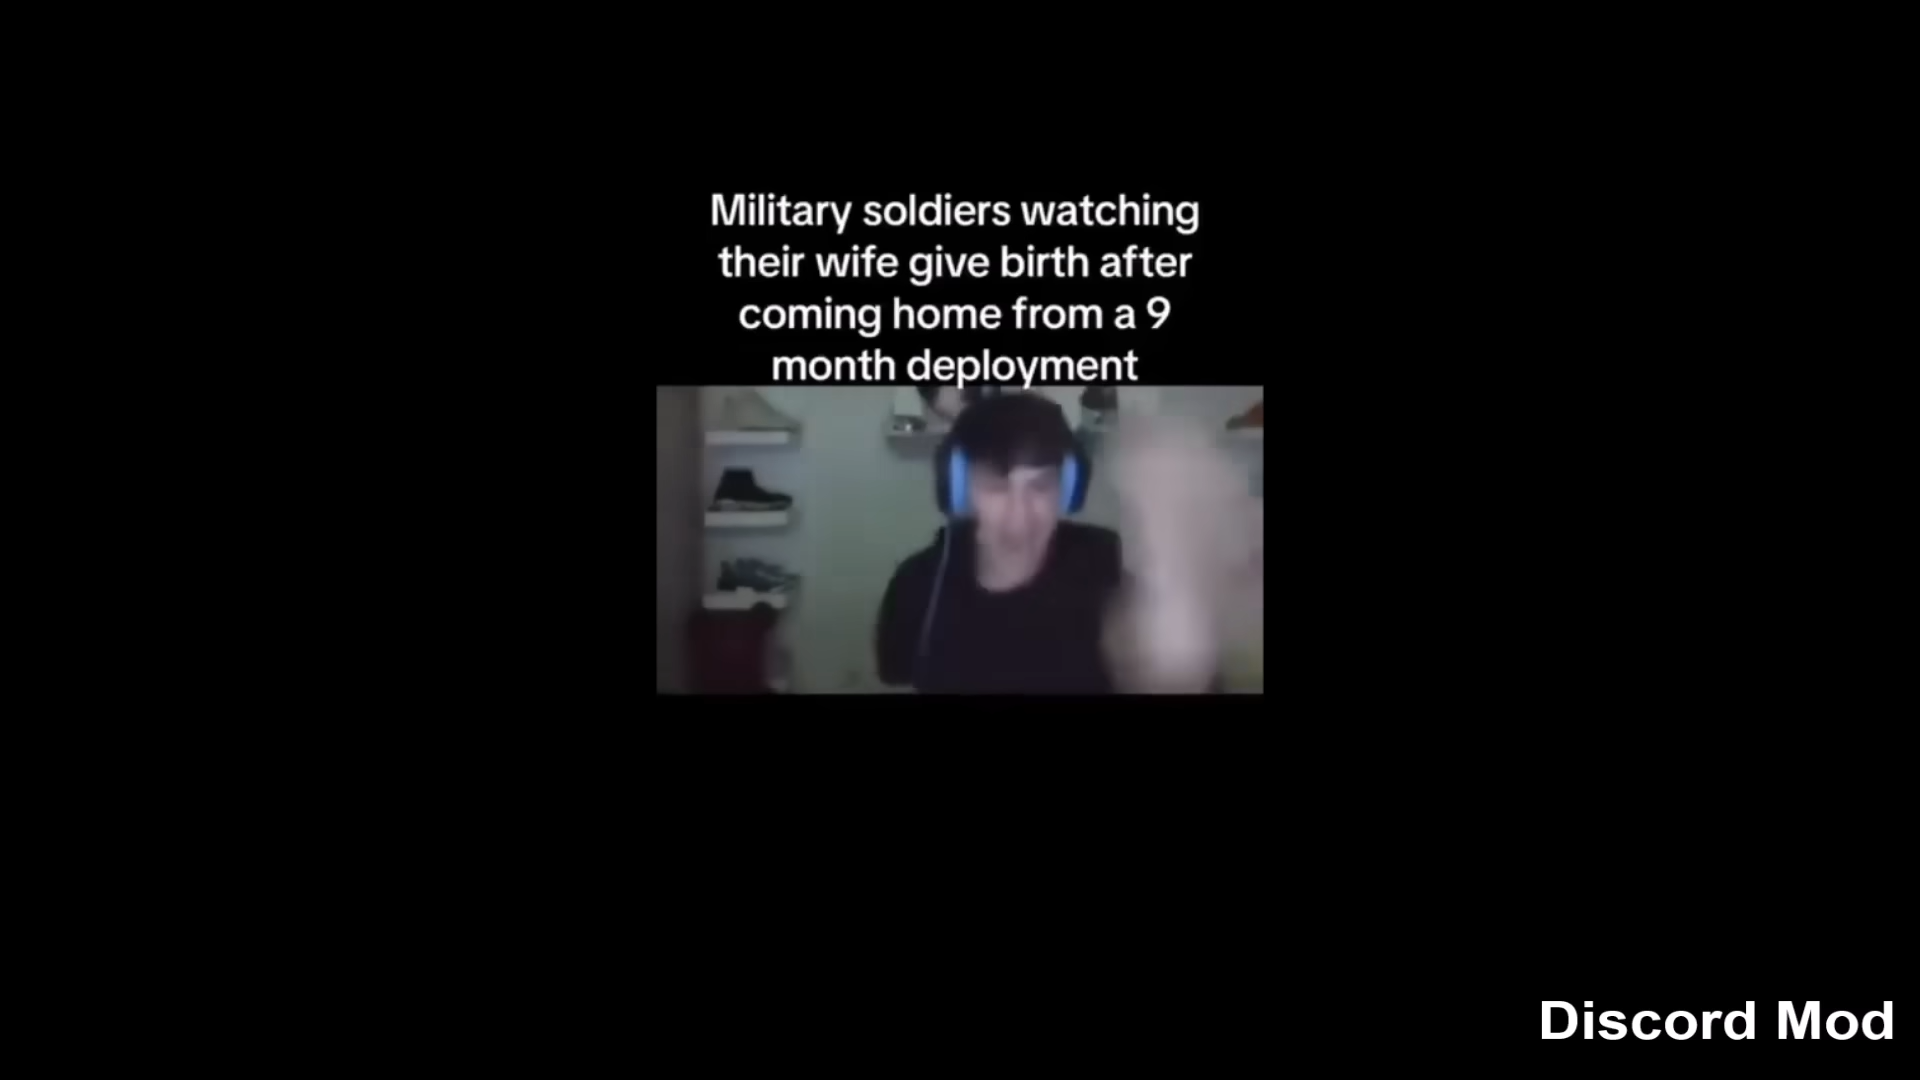 Military soldiers watching
their wife give birth after
coming home from a 9
month deployment
Discord Mod